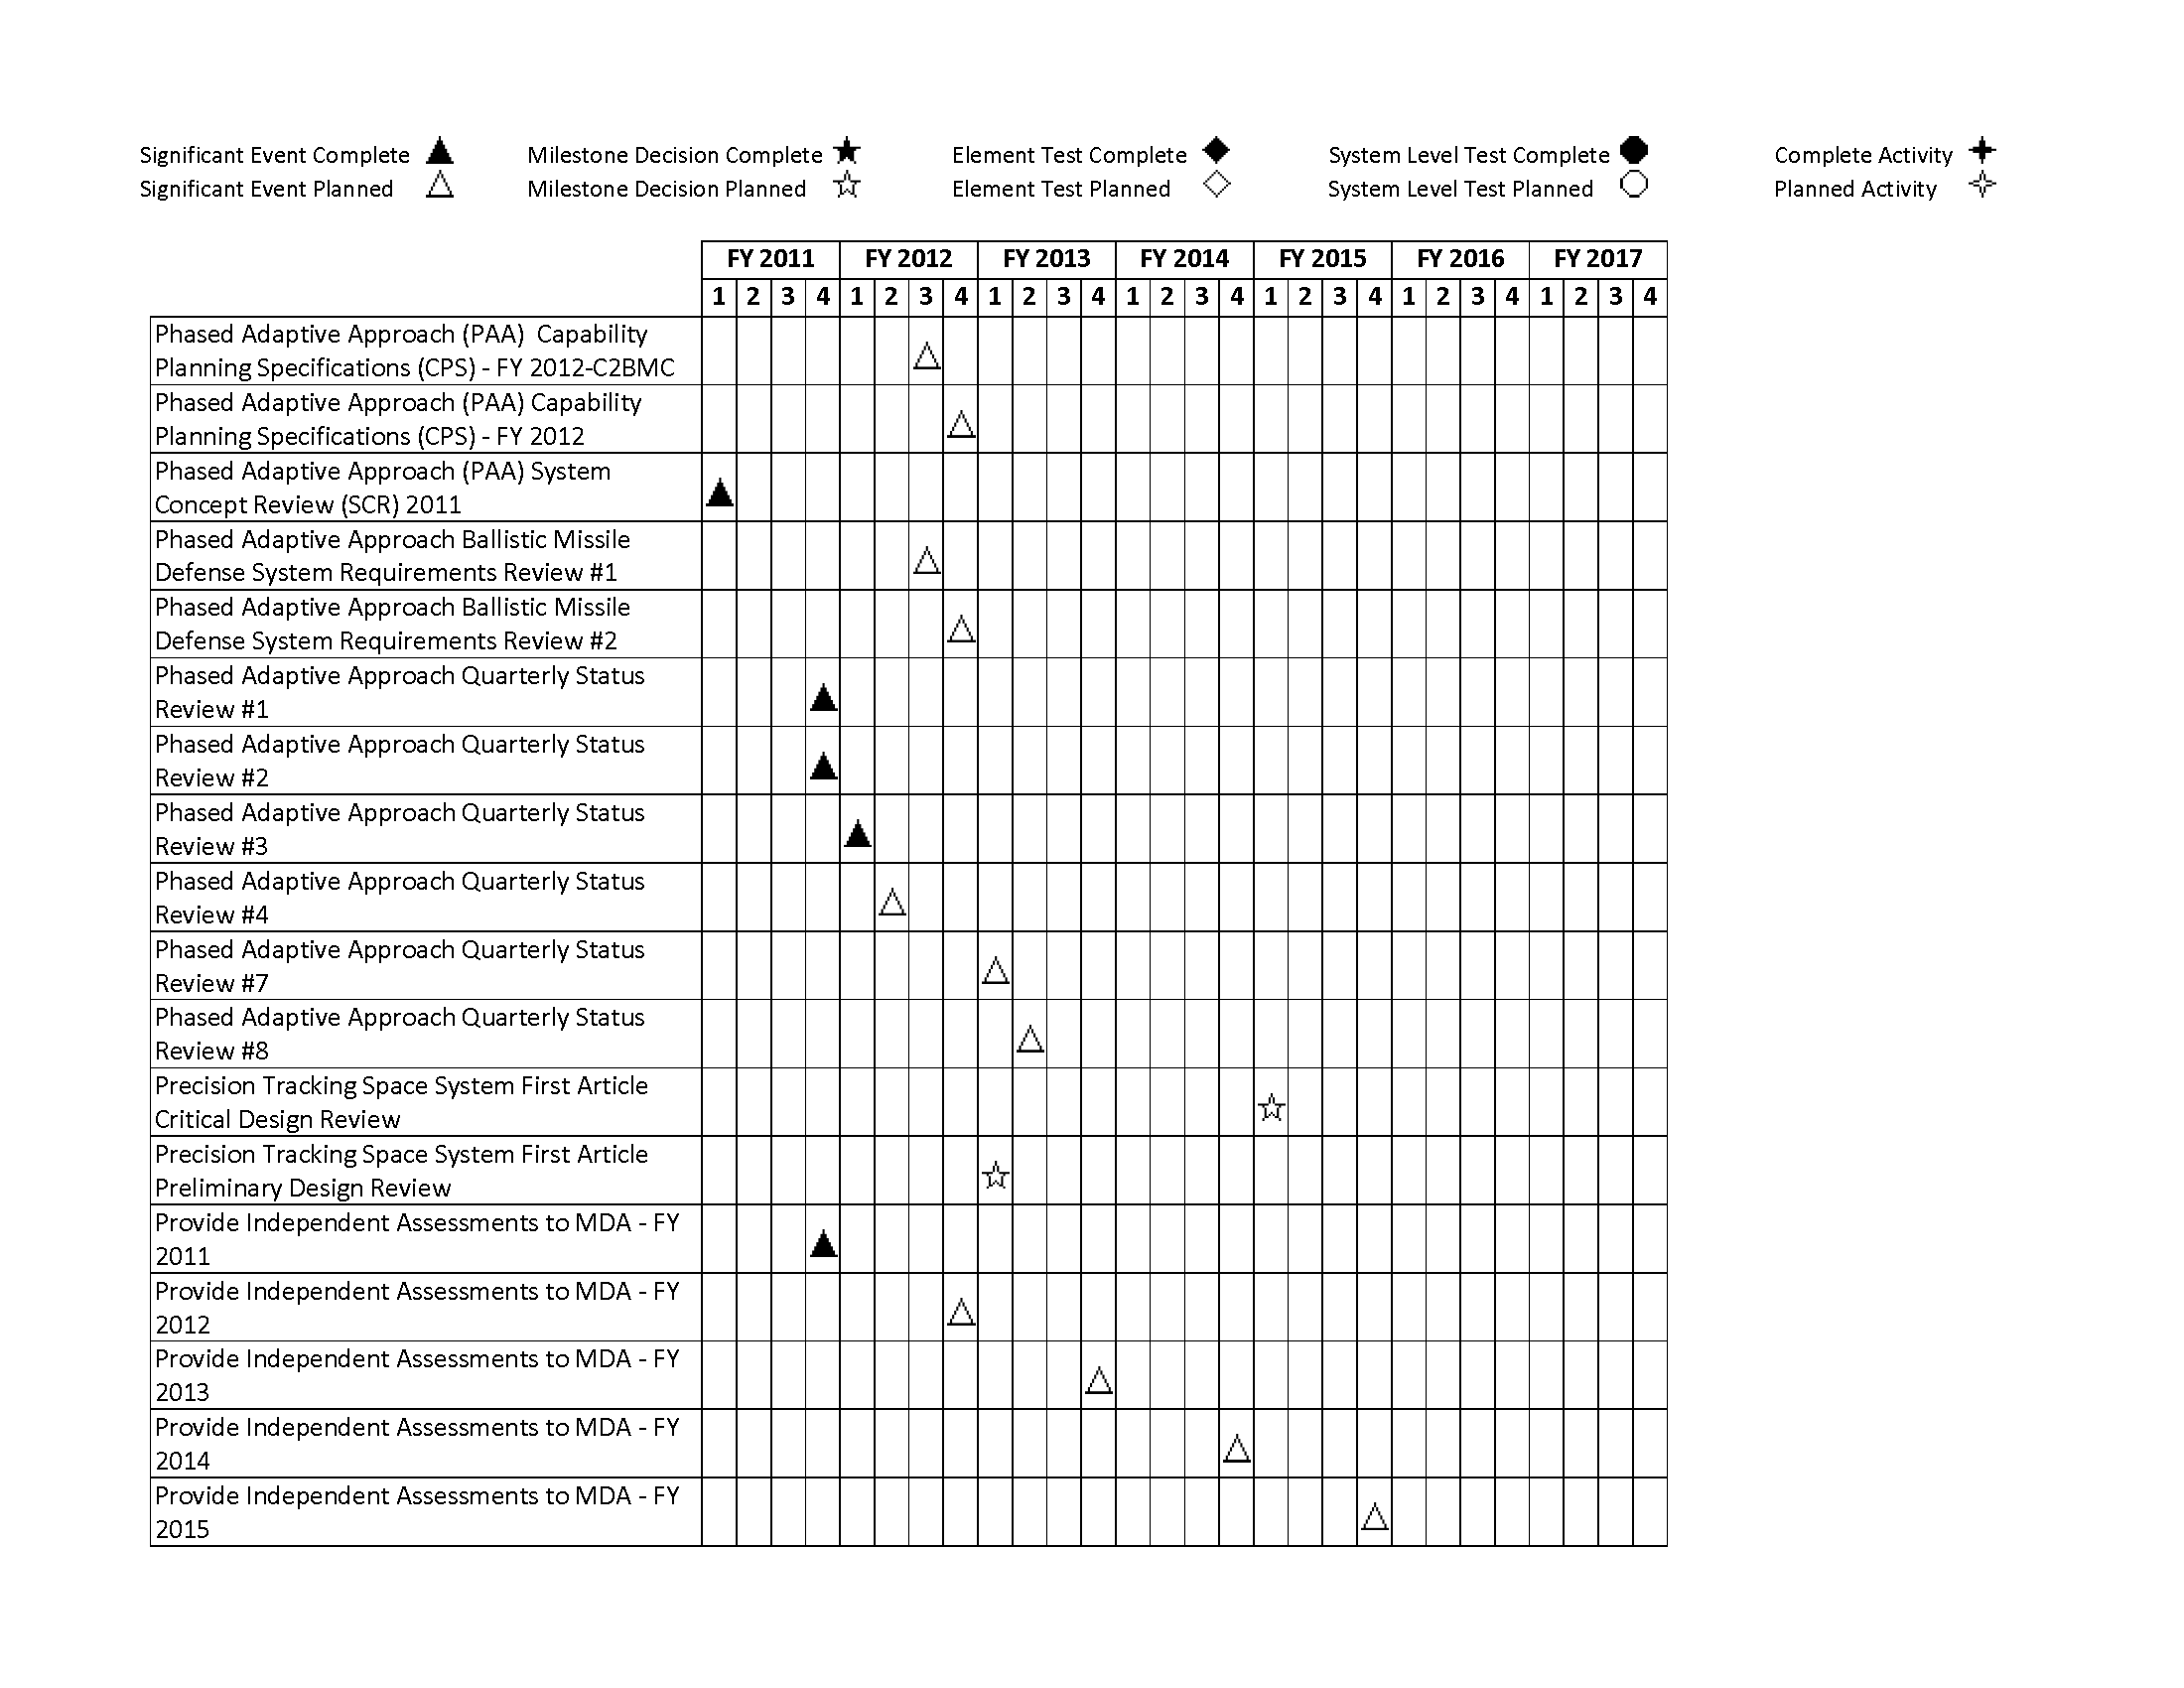 Significant Event Complete Milestone Decision Complete Element Test Complete System Level Test Complete Complete Activity
Significant Event Planned Milestone Decision Planned Element Test Planned System Level Test Planned Planned Activity
FY 2011 FY 2012 FY 2013 FY 2014 FY 2015 FY 2016 FY 2017
1 2 3 4 1 2 3 4 1 2 3 4 1 2 3 4 1 2 3 4 1 2 3 4 1 2 3 4
Phased Adaptive Approach (PAA)  Capability
Planning Specifications (CPS) - FY 2012-C2BMC
Phased Adaptive Approach (PAA) Capability
Planning Specifications (CPS) - FY 2012
Phased Adaptive Approach (PAA) System
Concept Review (SCR) 2011
Phased Adaptive Approach Ballistic Missile
Defense System Requirements Review #1
Phased Adaptive Approach Ballistic Missile
Defense System Requirements Review #2
Phased Adaptive Approach Quarterly Status
Review #1
Phased Adaptive Approach Quarterly Status
Review #2
Phased Adaptive Approach Quarterly Status
Review #3
Phased Adaptive Approach Quarterly Status
Review #4
Phased Adaptive Approach Quarterly Status
Review #7
Phased Adaptive Approach Quarterly Status
Review #8
Precision Tracking Space System First Article
Critical Design Review
Precision Tracking Space System First Article
Preliminary Design Review
Provide Independent Assessments to MDA - FY
2011
Provide Independent Assessments to MDA - FY
2012
Provide Independent Assessments to MDA - FY
2013
Provide Independent Assessments to MDA - FY
2014
Provide Independent Assessments to MDA - FY
2015